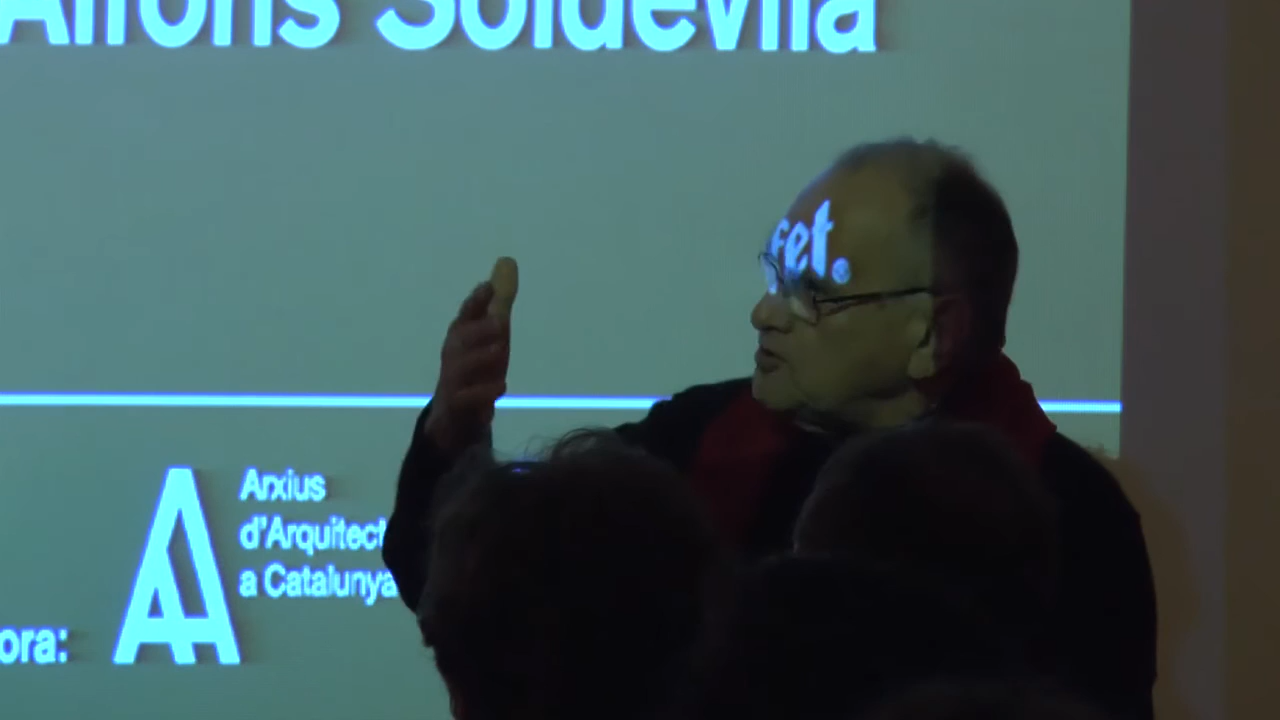 Alfons Soldevila
fet.
Arxius
d'Arquitect
a Catalunya
ora: